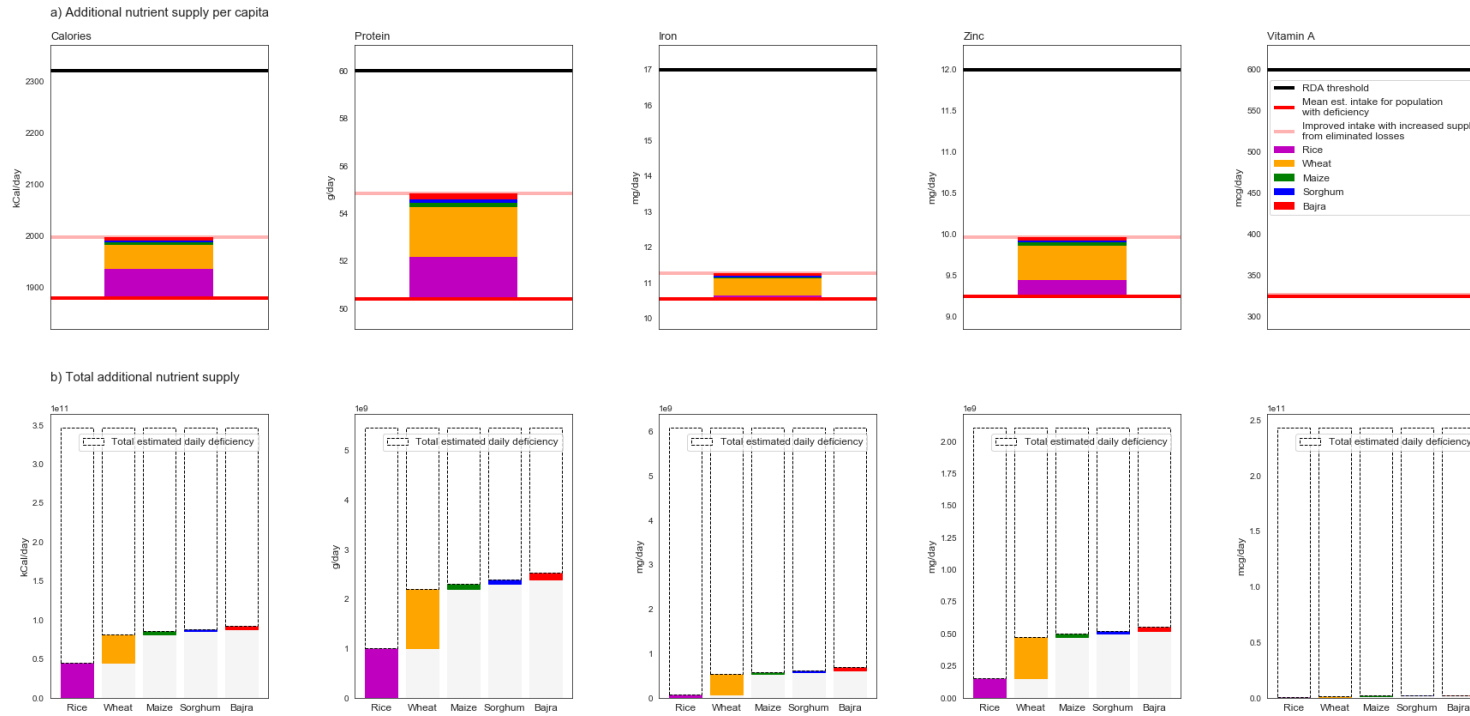 a) Additional nutrient supply per capita
Calories
2300
2200
2100
2000
1900
kCal/day
Protein
60
58
56
54
52
50
g/day
Iron
17
16
15
14
13
12
11
10
mg/day
Zinc
12.0
11.5
11.0
10.5
10.0
9.5
9.0
mg/day
Vitamin A
600
550
500
450
400
350
300
mcg/day
RDA threshold
Mean est. intake for population
with deficiency
Improved intake with increased suppl
from eliminated losses
Rice
Wheat
Maize
Sorghum
Bajra
b) Total additional nutrient supply
1e11
3.5
3.0
2.5
2.0
1.5
1.0
0.5
0.0
kCal/day
Total estimated daily deficiency
Rice Wheat Maize Sorghum Bajra
1e9
5
4
3
2
1
0
g/day
Total estimated daily deficiency
Rice Wheat Maize Sorghum Bajra
1e9
6
5
4
3
2
1
0
mg/day
Total estimated daily deficiency
Rice Wheat Maize Sorghum Bajra
1e9
2.00
1.75
1.50
1.25
1.00
0.75
0.50
0.25
0.00
mg/day
Total estimated daily deficiency
Rice Wheat Maize Sorghum Bajra
1e11
2.5
2.0
1.5
1.0
0.5
0.0
mcg/day
Total estimated daily deficiency
Rice Wheat Maize Sorghum Bajra